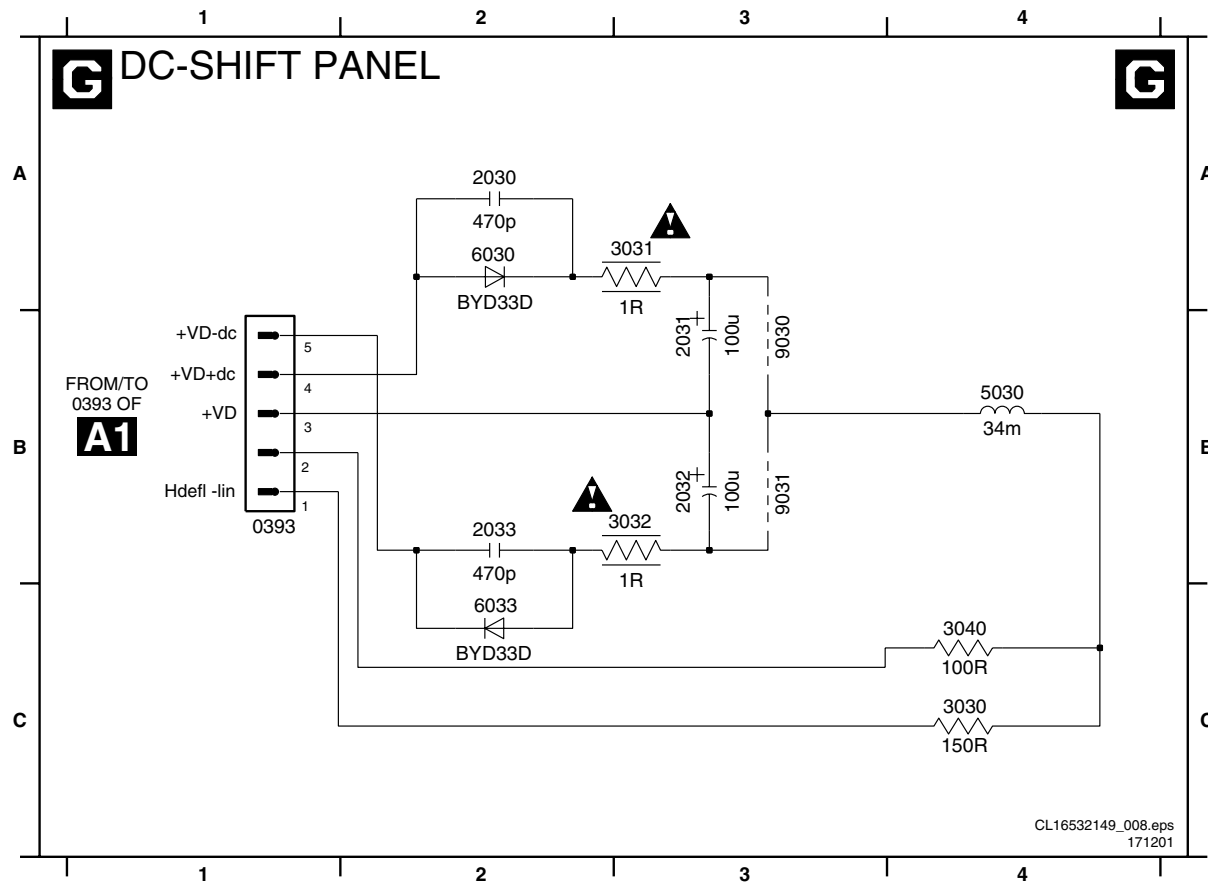 1 2 3 4
G DC-SHIFT PANEL G
A A
2030
470p
3031
6030
BYD33D
1R
+VD-dc 5
2031 100u 9030
FROM/TO
0393 OF
A1
+VD+dc 4
+VD 3
5030
34m
B B
2
2032 100u 9031
Hdefl -lin 1
0393
2033
470p
3032
1R
6033
BYD33D
3040
100R
3030
150R
C C
CL16532149_008.eps
171201
1 2 3 4